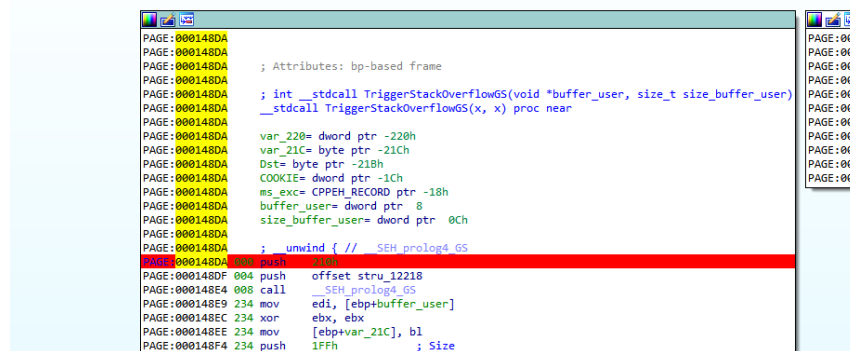 PAGE:000148DA
PAGE:000148DA
PAGE:000148DA ; Attributes: bp-based frame
PAGE:000148DA
PAGE:000148DA ; int __stdcall TriggerStackOverflowGS(void *buffer_user, size_t size_buffer_user)
PAGE:000148DA __stdcall TriggerStackOverflowGS(x, x) proc near
PAGE:000148DA
PAGE:000148DA var_220= dword ptr -220h
PAGE:000148DA var_21C= byte ptr -21Ch
PAGE:000148DA Dst= byte ptr -21Bh
PAGE:000148DA COOKIE= dword ptr -1Ch
PAGE:000148DA ms_exc= CPPEH_RECORD ptr -18h
PAGE:000148DA buffer_user= dword ptr 8
PAGE:000148DA size_buffer_user= dword ptr 0Ch
PAGE:000148DA
PAGE:000148DA ; __unwind { // __SEH_prolog4_GS
PAGE:000148DA 000 push 210h
PAGE:000148DF 004 push offset stru_12218
PAGE:000148E4 008 call __SEH_prolog4_GS
PAGE:000148E9 234 mov edi, [ebp+buffer_user]
PAGE:000148EC 234 xor ebx, ebx
PAGE:000148EE 234 mov [ebp+var_21C], bl
PAGE:000148F4 234 push 1FFh ; Size
PAGE:00
PAGE:00
PAGE:00
PAGE:00
PAGE:00
PAGE:00
PAGE:00
PAGE:00
PAGE:00
PAGE:00
PAGE:00